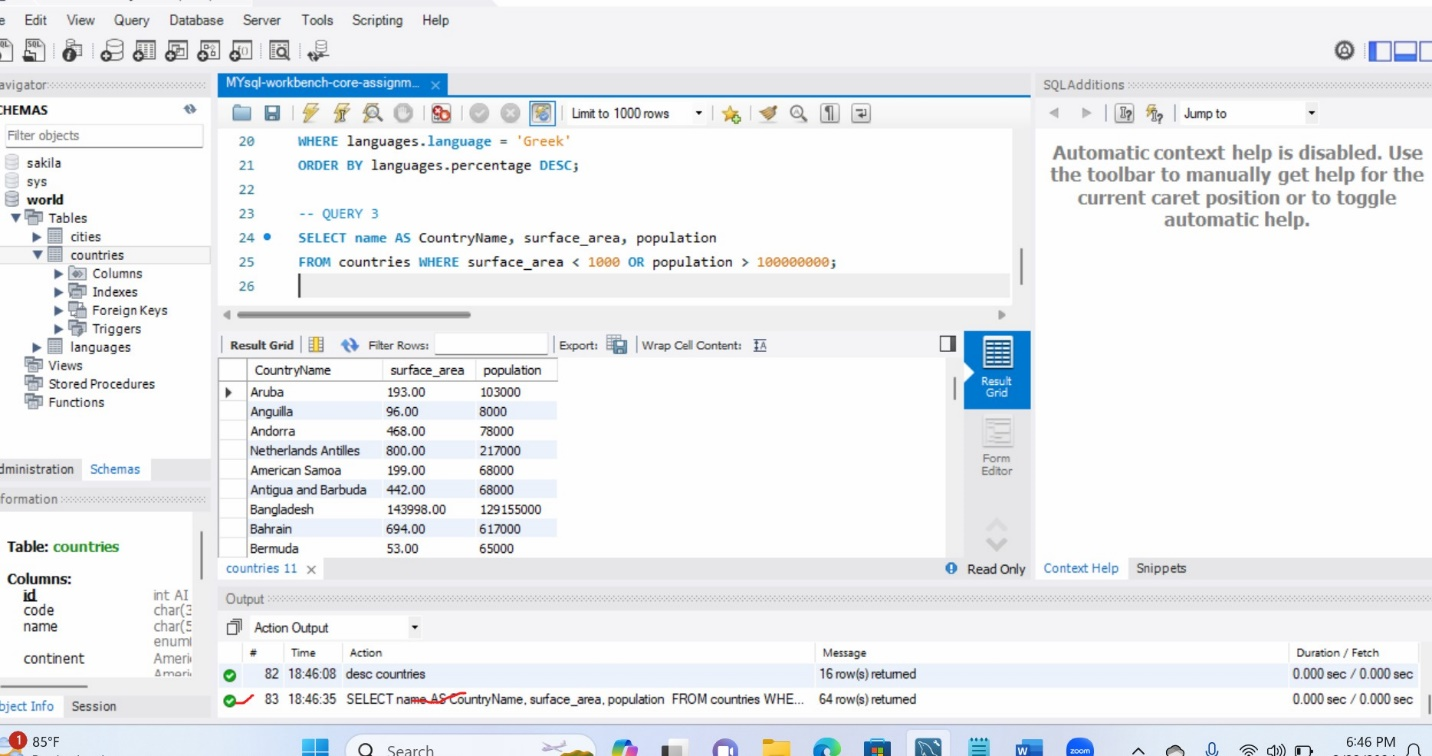 Edit View Query Database Server Tools Scripting Help
SCHEMAS
Filter objects
sakila
sys
world
Tables
cities
countries
Columns
Indexes
Foreign Keys
Triggers
languages
Views
Stored Procedures
Functions
Schemas
Table: countries
Columns:
id int AI
code char(3
name char(5
enum(
continent
Session
MYsql-workbench-core-assignm...
Limit to 1000 rows
20 WHERE languages.language = 'Greek'
21 ORDER BY languages.percentage DESC;
22
23 -- QUERY 3
24 SELECT name AS CountryName, surface_area, population
25 FROM countries WHERE surface_area < 1000 OR population > 100000000;
26
Result Grid Filter Rows: Export: Wrap Cell Content:
CountryName surface_area population
Aruba 193.00 103000
Anguilla 96.00 8000
Andorra 468.00 78000
Netherlands Antilles 800.00 217000
American Samoa 199.00 68000
Antigua and Barbuda 442.00 68000
Bangladesh 143998.00 129155000
Bahrain 694.00 617000
Bermuda 53.00 65000
Result Grid
Form Editor
countries 11 Read Only
SQLAdditions
Jump to
Automatic context help is disabled. Use
the toolbar to manually get help for the
current caret position or to toggle
automatic help.
Context Help Snippets
Output
Action Output
# Time Action Message Duration / Fetch
82 18:46:08 desc countries 16 row(s) returned 0.000 sec / 0.000 sec
83 18:46:35 SELECT name AS CountryName, surface_area, population FROM countries WHE... 64 row(s) returned 0.000 sec / 0.000 sec
1 85°F
Search
zoom
6:46 PM